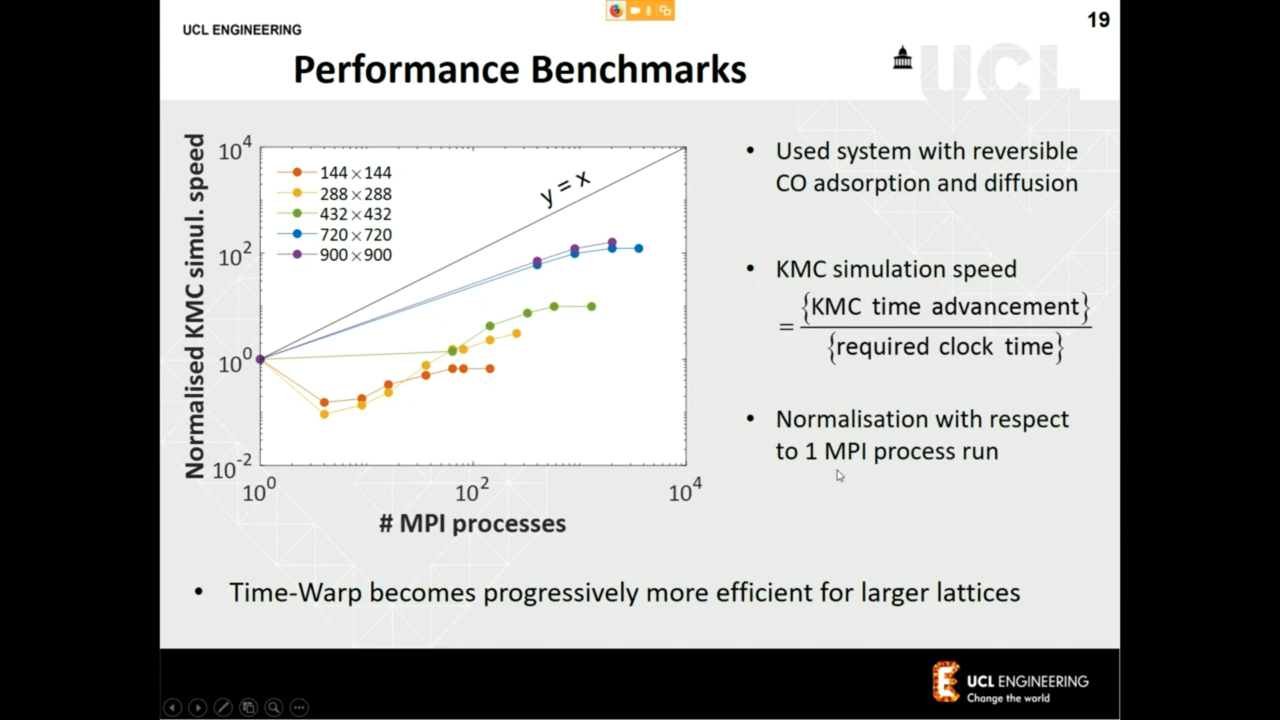 19
UCL ENGINEERING
Performance Benchmarks
UCL
Normalised KMC simul. speed
10^4
10^2
10^0
10^-2
144×144
288×288
432×432
720×720
900×900
y = x
10^0
10^2
10^4
# MPI processes
• Used system with reversible
CO adsorption and diffusion
• KMC simulation speed
= {KMC time advancement}
{required clock time}
• Normalisation with respect
to 1 MPI process run
• Time-Warp becomes progressively more efficient for larger lattices
UCL ENGINEERING
Change the world